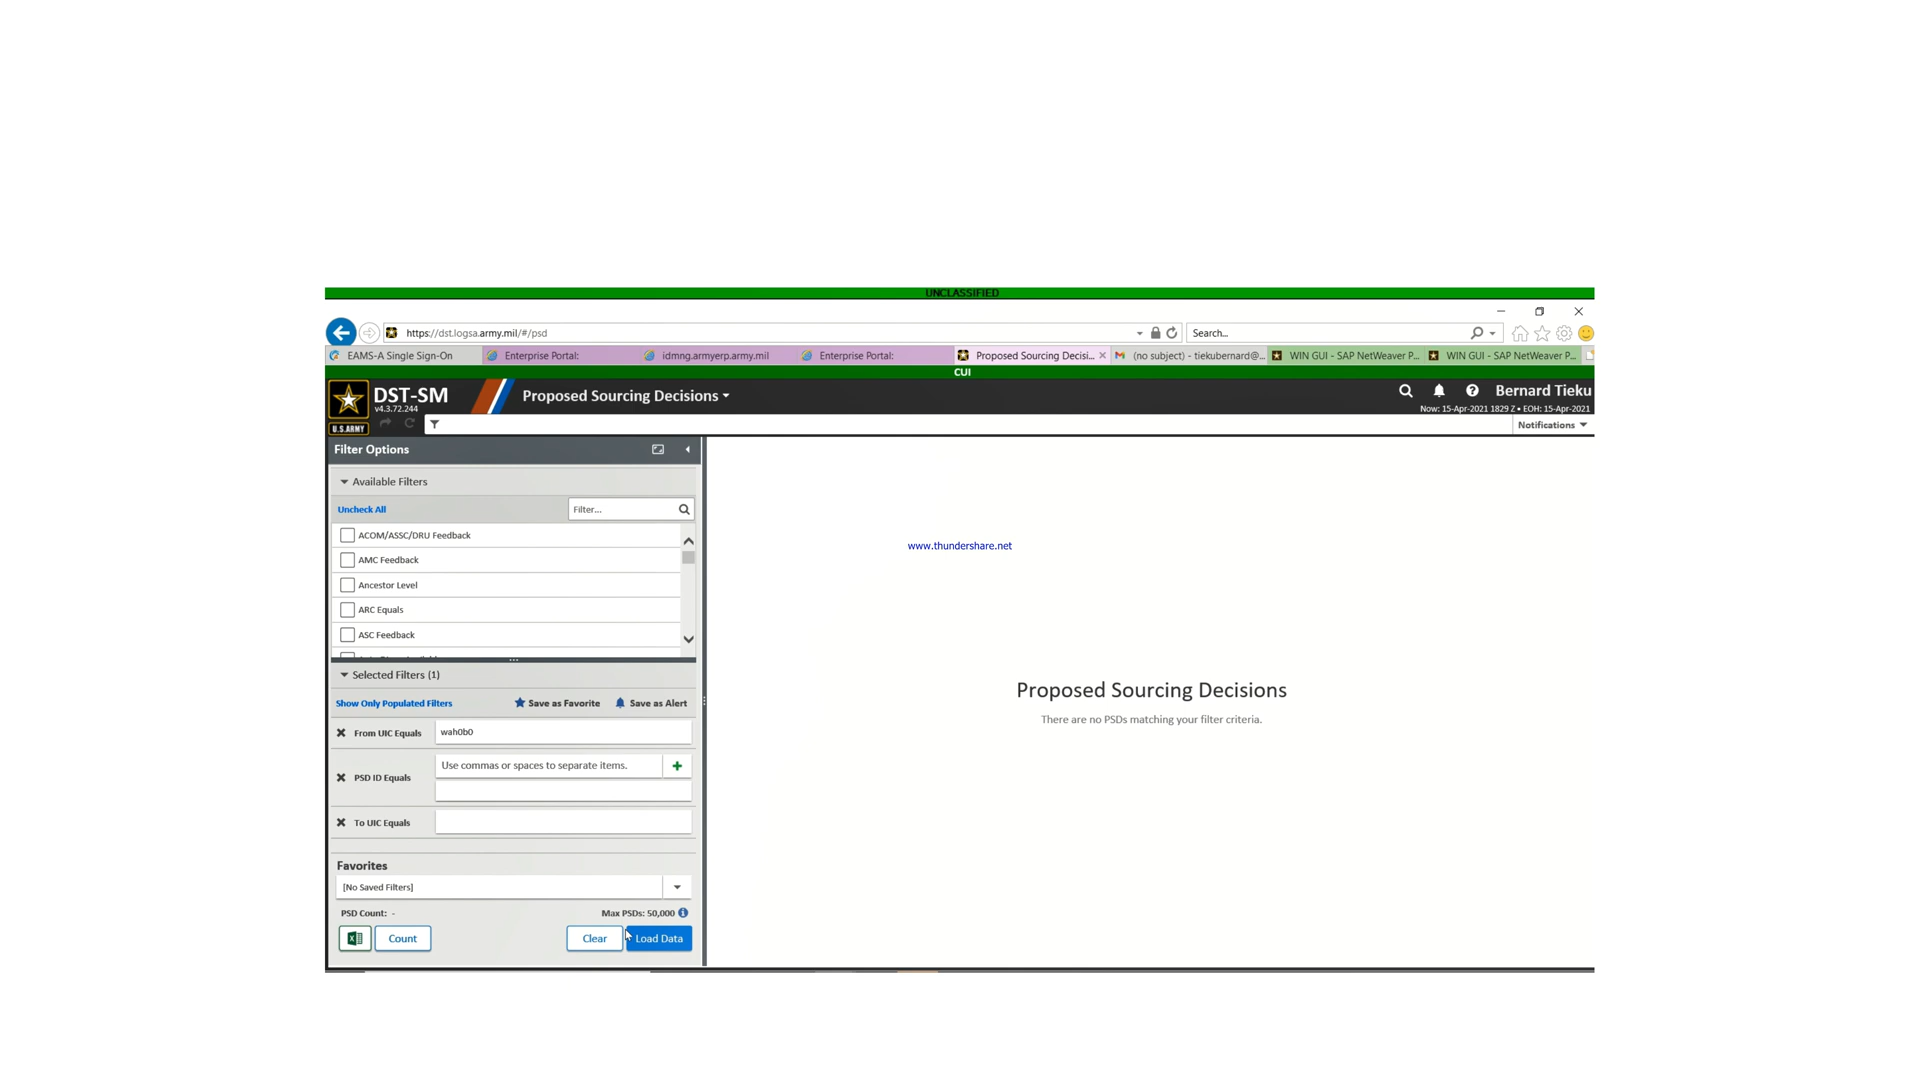 UNCLASSIFIED
https://dst.logsa.army.mil/#/psd
Search...
EAMS-A Single Sign-On
Enterprise Portal:
idmng.armyerp.army.mil
Enterprise Portal:
Proposed Sourcing Decisi...
(no subject) - tiekubernard@...
WIN GUI - SAP NetWeaver P...
WIN GUI - SAP NetWeaver P...
CUI
U.S.ARMY
DST-SM
v4.3.72.244
Proposed Sourcing Decisions
Bernard Tieku
Now: 15-Apr-2021 1829 Z • EOH: 15-Apr-2021
Notifications
Filter Options
Available Filters
Uncheck All
Filter...
ACOM/ASSC/DRU Feedback
AMC Feedback
Ancestor Level
ARC Equals
ASC Feedback
Selected Filters (1)
Show Only Populated Filters
Save as Favorite
Save as Alert
From UIC Equals
wah0b0
PSD ID Equals
Use commas or spaces to separate items.
To UIC Equals
Favorites
[No Saved Filters]
PSD Count: -
Max PSDs: 50,000
Count
Clear
Load Data
www.thundershare.net
Proposed Sourcing Decisions
There are no PSDs matching your filter criteria.